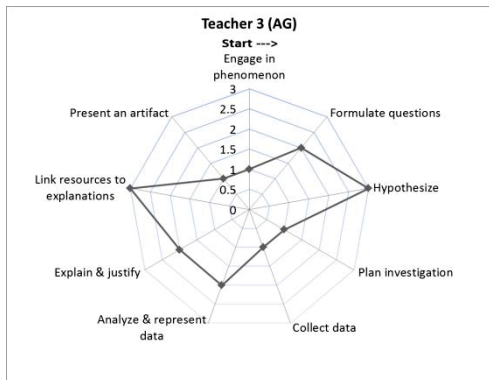 Teacher 3 (AG)
Start --->
Engage in
phenomenon
Formulate questions
Hypothesize
Plan investigation
Collect data
Analyze & represent
data
Explain & justify
Link resources to
explanations
Present an artifact
3
2.5
2
1.5
1
0.5
0